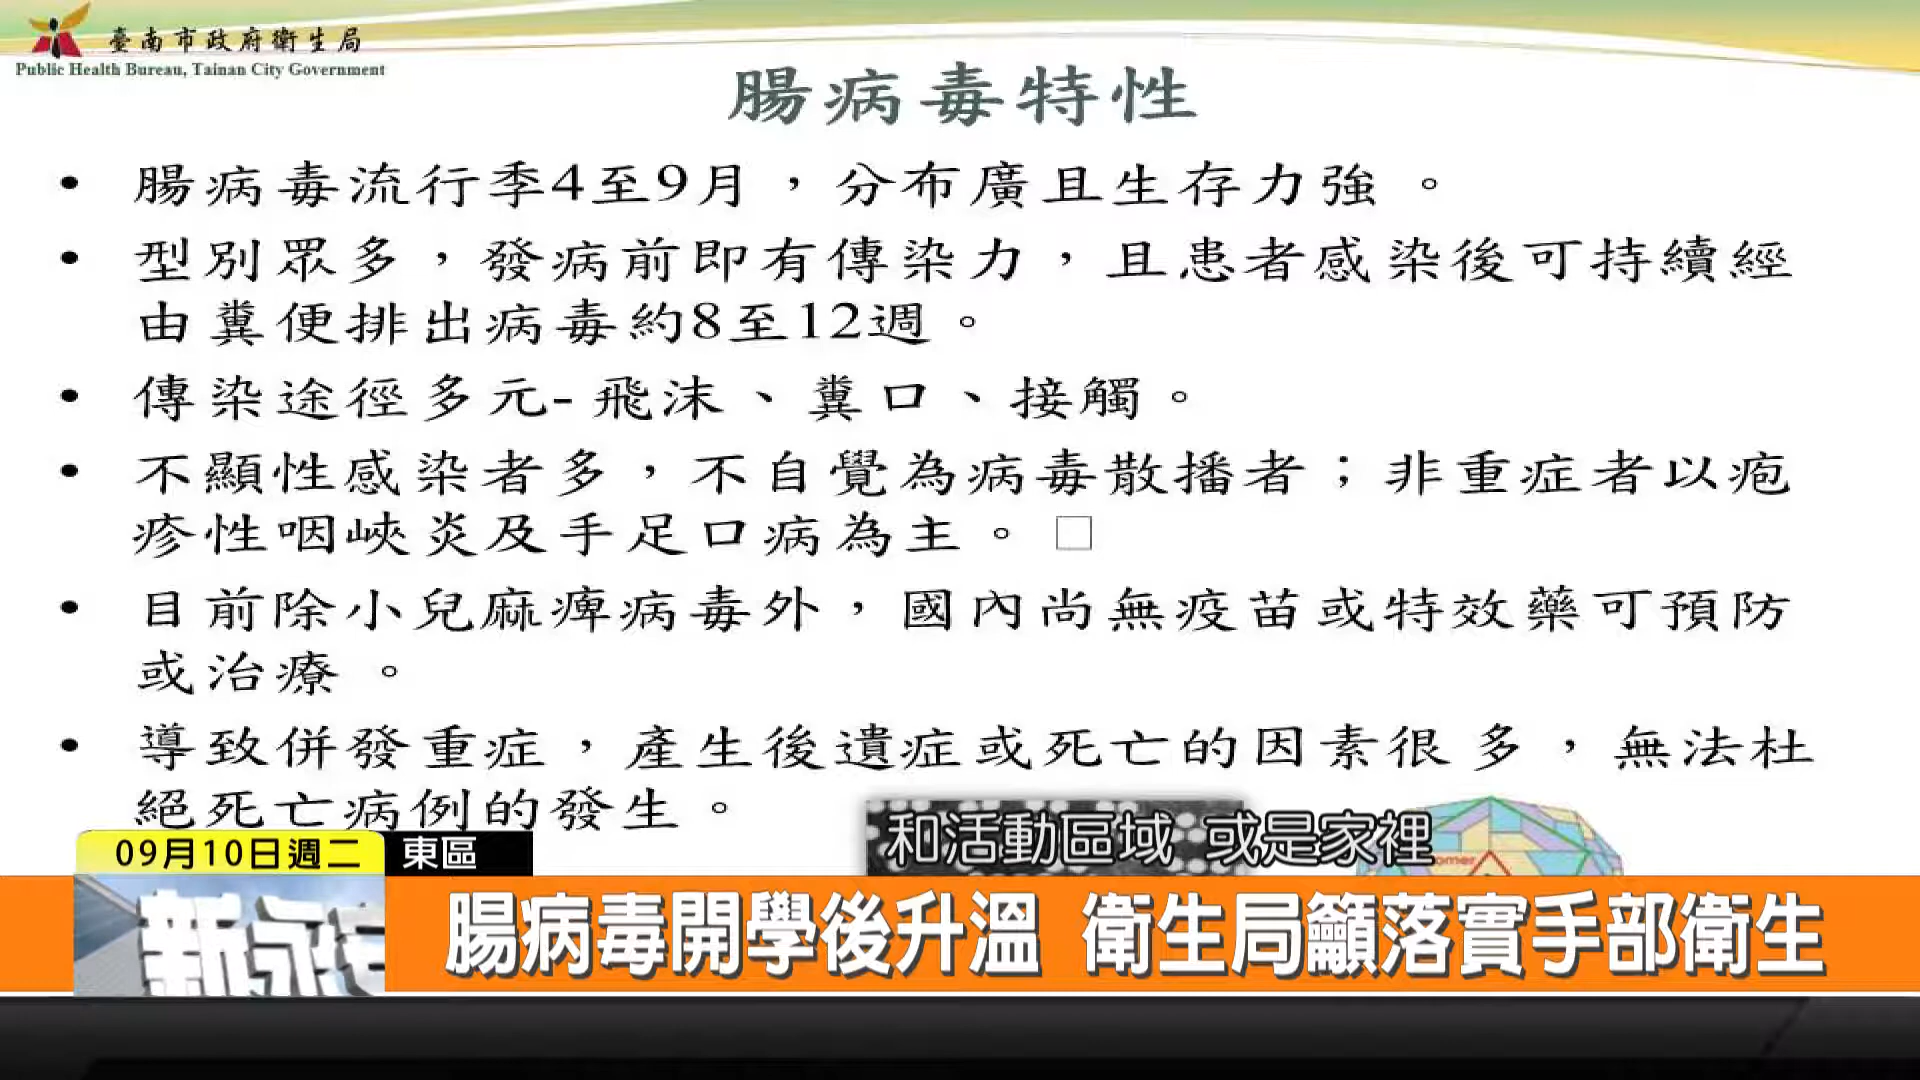 臺南市政府衛生局
Public Health Bureau, Tainan City Government
腸病毒特性
• 腸病毒流行季4至9月，分布廣且生存力強。
• 型別眾多，發病前即有傳染力，且患者感染後可持續經
由糞便排出病毒約8至12週。
• 傳染途徑多元-飛沫、糞口、接觸。
• 不顯性感染者多，不自覺為病毒散播者；非重症者以疱
疹性咽峽炎及手足口病為主。□
• 目前除小兒麻痺病毒外，國內尚無疫苗或特效藥可預防
或治療。
• 導致併發重症，產生後遺症或死亡的因素很多，無法杜
絕死亡病例的發生。
和活動區域 或是家裡
09月10日週二 東區
新永安
腸病毒開學後升溫 衛生局籲落實手部衛生